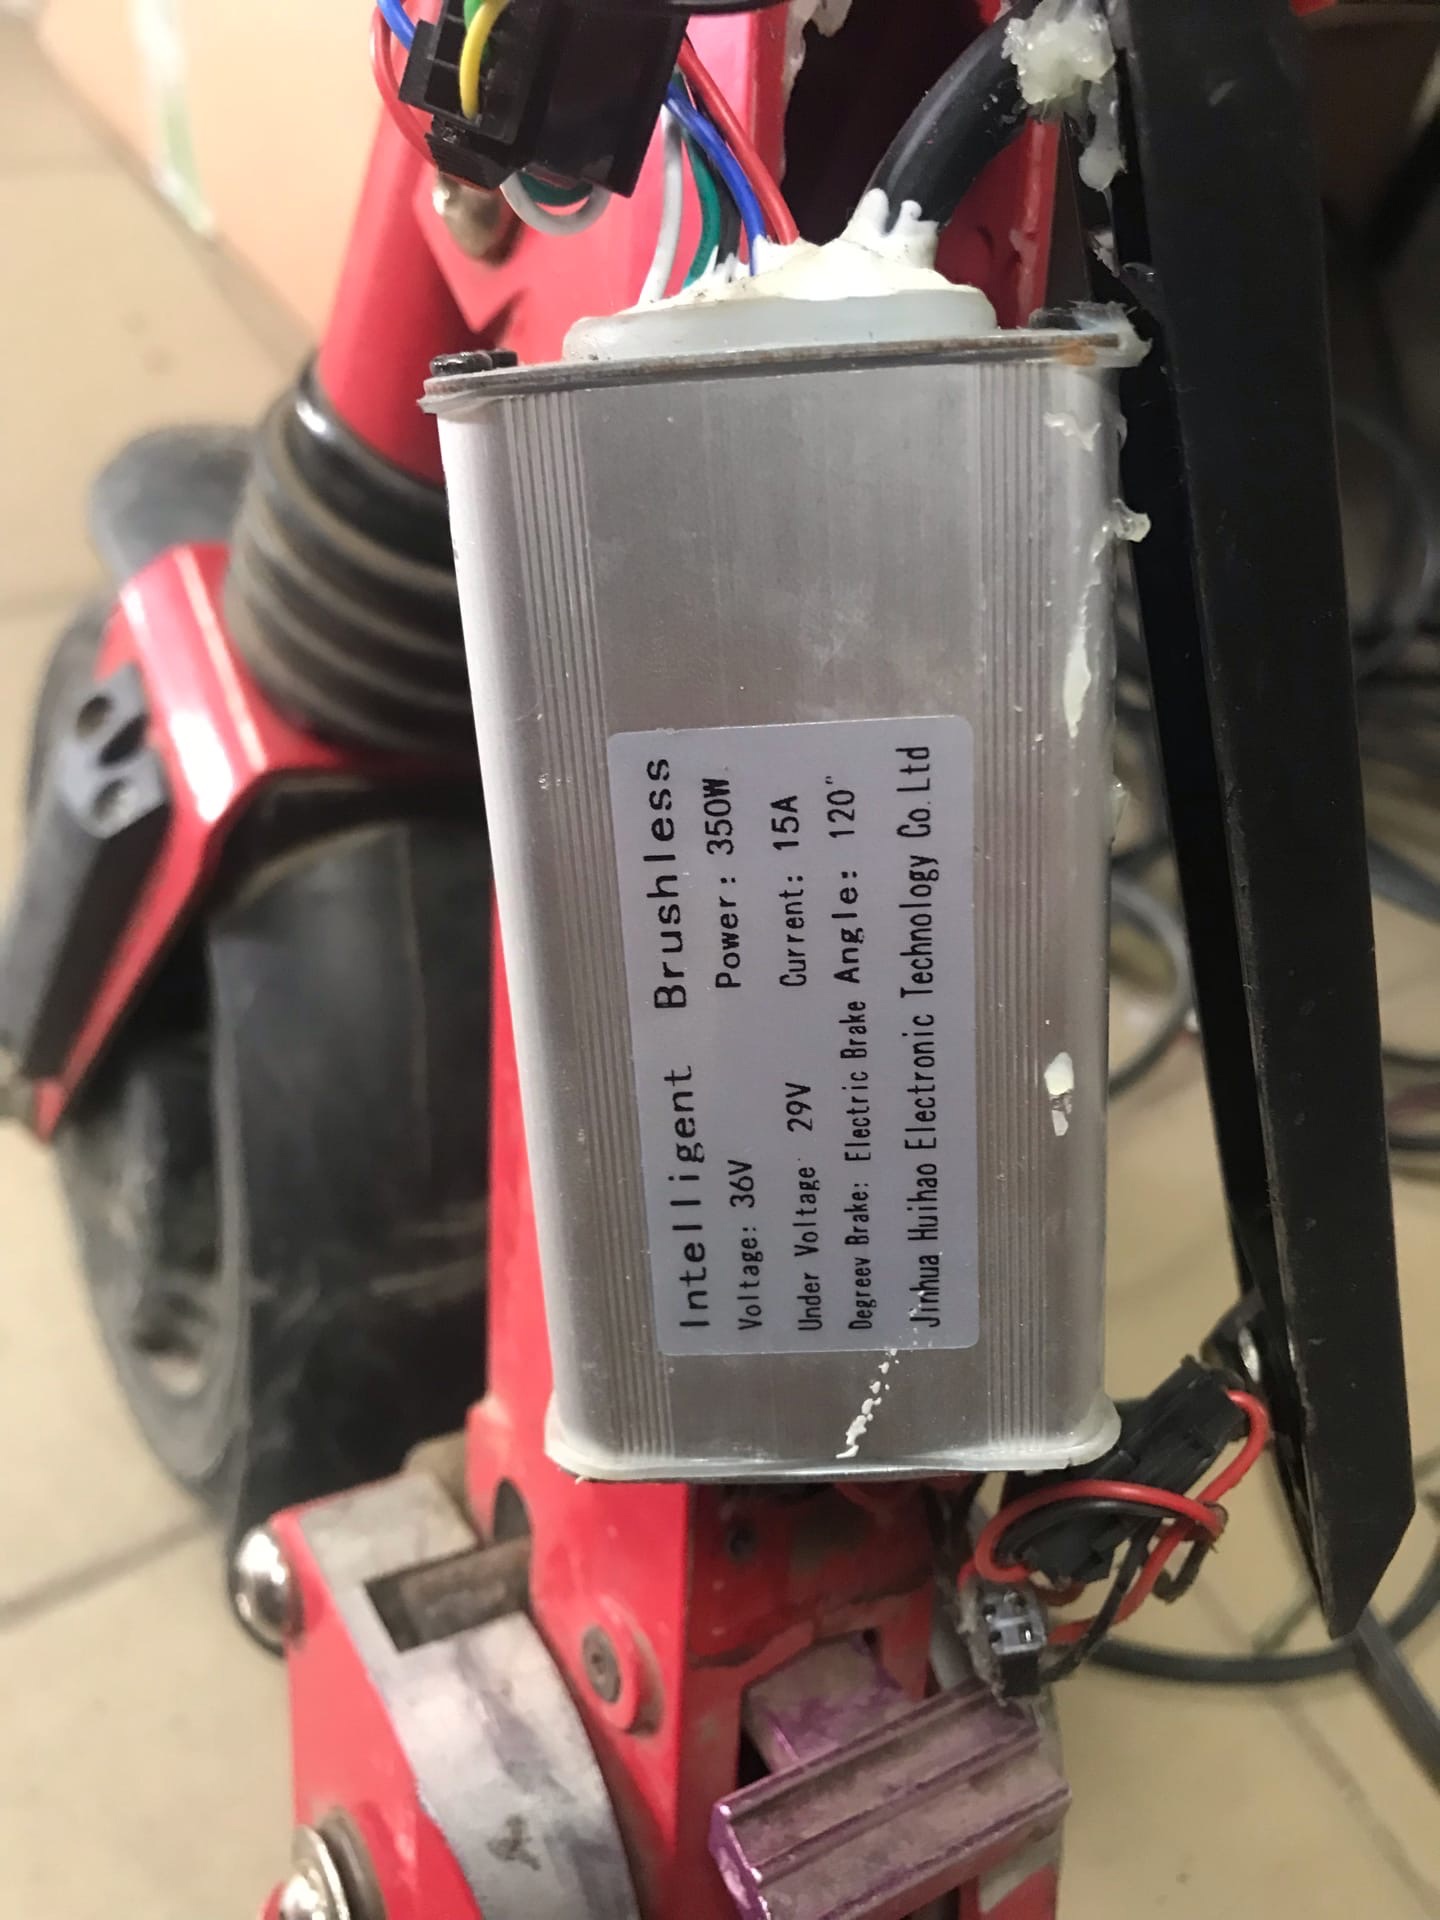 Intelligent Brushless
Voltage: 36V Power: 350W
Under Voltage 29V Current: 15A
Degreev Brake: Electric Brake Angle: 120"
Jinhua Huihao Electronic Technology Co.Ltd